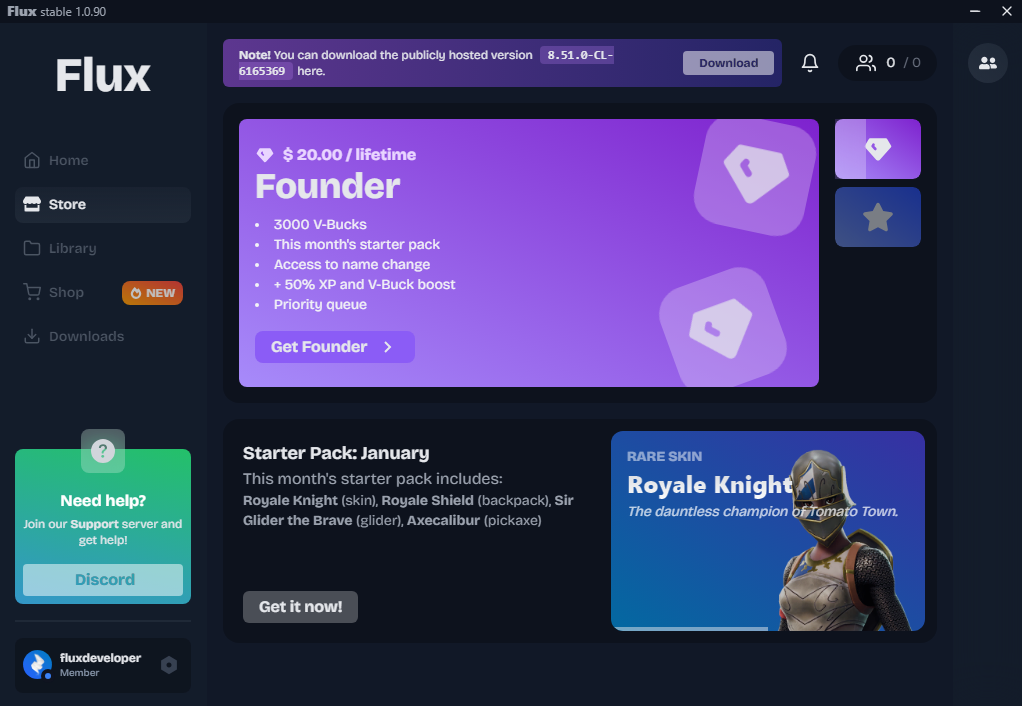 Flux stable 1.0.90
Flux
Home
Store
Library
Shop
NEW
Downloads
?
Need help?
Join our Support server and
get help!
Discord
fluxdeveloper
Member
Note! You can download the publicly hosted version 8.51.0-CL-
6165369 here.
Download
0 / 0
$ 20.00 / lifetime
Founder
• 3000 V-Bucks
• This month's starter pack
• Access to name change
• + 50% XP and V-Buck boost
• Priority queue
Get Founder
Starter Pack: January
This month's starter pack includes:
Royale Knight (skin), Royale Shield (backpack), Sir
Glider the Brave (glider), Axecalibur (pickaxe)
Get it now!
RARE SKIN
Royale Knight
The dauntless champion of Tomato Town.